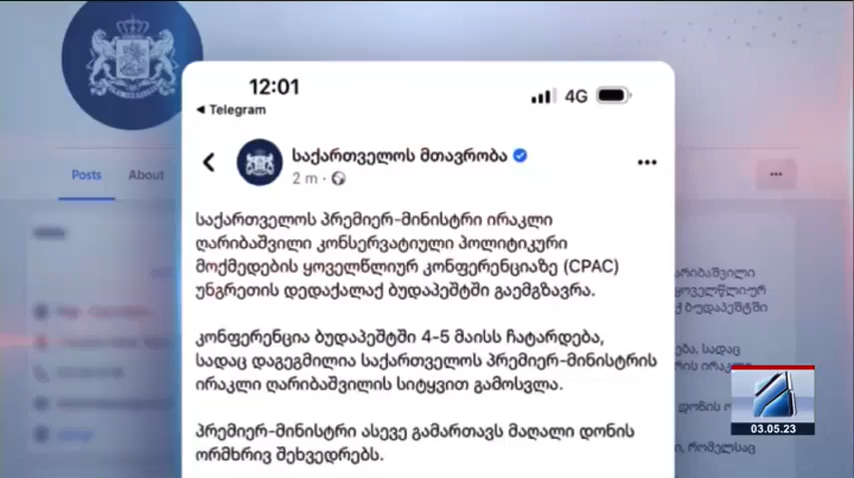 12:01
4G
◀ Telegram
საქართველოს მთავრობა
2 m ·
Posts About
საქართველოს პრემიერ-მინისტრი ირაკლი
ღარიბაშვილი კონსერვატიული პოლიტიკური
მოქმედების ყოველწლიურ კონფერენციაზე (CPAC)
უნგრეთის დედაქალაქ ბუდაპეშტში გაემგზავრა.
კონფერენცია ბუდაპეშტში 4-5 მაისს ჩატარდება,
სადაც დაგეგმილია საქართველოს პრემიერ-მინისტრის
ირაკლი ღარიბაშვილის სიტყვით გამოსვლა.
პრემიერ-მინისტრი ასევე გამართავს მაღალი დონის
ორმხრივ შეხვედრებს.
03.05.23